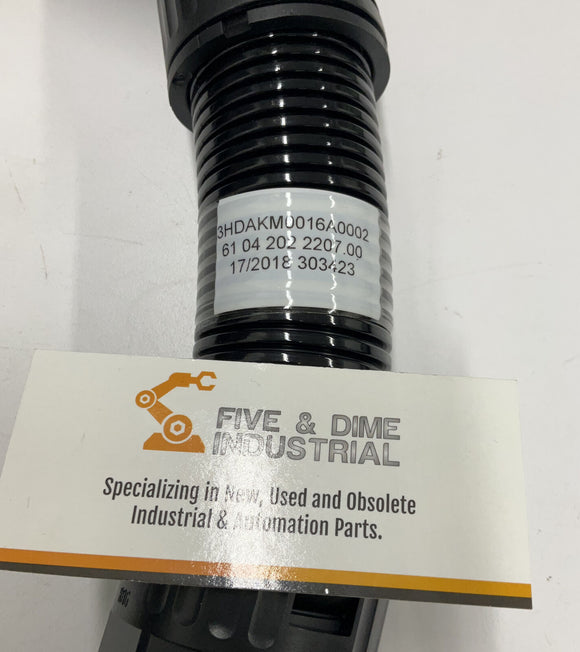 3HDAKM0016A0002
61 04 202 2207.00
17/2018 303423
FIVE & DIME
INDUSTRIAL
Specializing in New, Used and Obsolete
Industrial & Automation Parts.